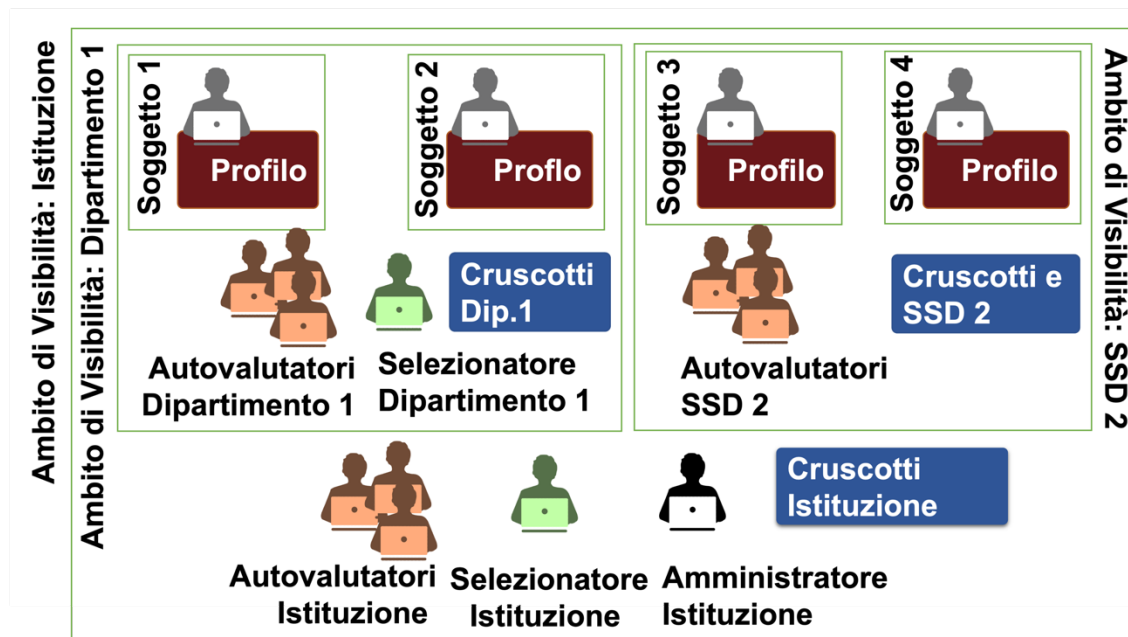 Ambito di Visibilità: Istituzione
Ambito di Visibilità: Dipartimento 1
Soggetto 1
Profilo
Soggetto 2
Proflo
Soggetto 3
Profilo
Soggetto 4
Profilo
Ambito di Visibilità: SSD 2
Cruscotti
Dip.1
Autovalutatori
Dipartimento 1
Selezionatore
Dipartimento 1
Cruscotti e
SSD 2
Autovalutatori
SSD 2
Cruscotti
Istituzione
Autovalutatori
Istituzione
Selezionatore
Istituzione
Amministratore
Istituzione